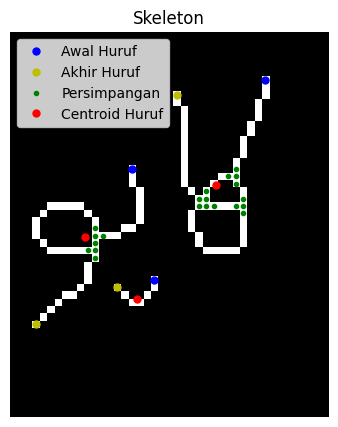 Skeleton
Awal Huruf
Akhir Huruf
Persimpangan
Centroid Huruf